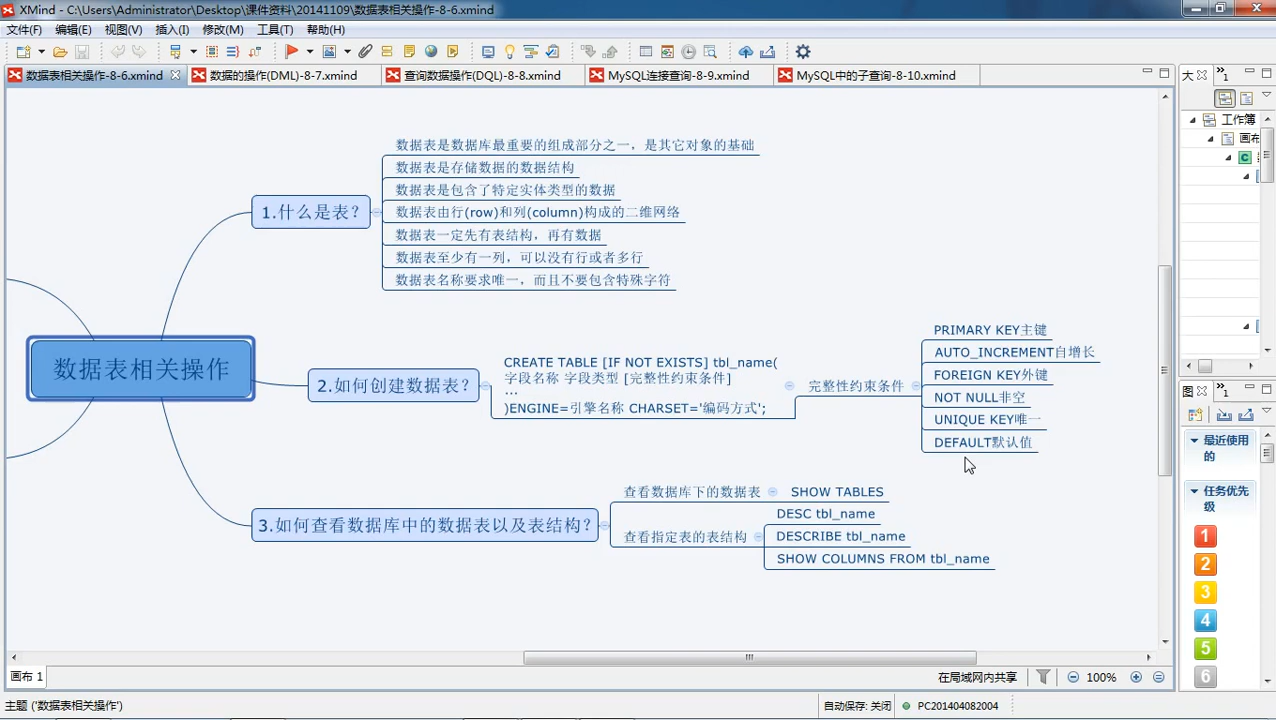 XMind - C:\Users\Administrator\Desktop\课件资料\20141109\数据表相关操作-8-6.xmind
文件(F) 编辑(E) 视图(V) 插入(I) 修改(M) 工具(T) 帮助(H)
数据表相关操作-8-6.xmind 数据的操作(DML)-8-7.xmind 查询数据操作(DQL)-8-8.xmind MySQL连接查询-8-9.xmind MySQL中的子查询-8-10.xmind
数据表相关操作
1.什么是表?
数据表是数据库最重要的组成部分之一，是其它对象的基础
数据表是存储数据的数据结构
数据表是包含了特定实体类型的数据
数据表由行(row)和列(column)构成的二维网络
数据表一定先有表结构，再有数据
数据表至少有一列，可以没有行或者多行
数据表名称要求唯一，而且不要包含特殊字符
2.如何创建数据表?
CREATE TABLE [IF NOT EXISTS] tbl_name(
字段名称 字段类型 [完整性约束条件]
...
)ENGINE=引擎名称 CHARSET='编码方式';
完整性约束条件
PRIMARY KEY主键
AUTO_INCREMENT自增长
FOREIGN KEY外键
NOT NULL非空
UNIQUE KEY唯一
DEFAULT默认值
3.如何查看数据库中的数据表以及表结构?
查看数据库下的数据表
SHOW TABLES
查看指定表的表结构
DESC tbl_name
DESCRIBE tbl_name
SHOW COLUMNS FROM tbl_name
大
1
工作簿
画布
C
图
1
最近使用
的
任务优先
级
1
2
3
4
5
6
画布 1
在局域网内共享 100%
主题 ('数据表相关操作')
自动保存: 关闭 PC201404082004